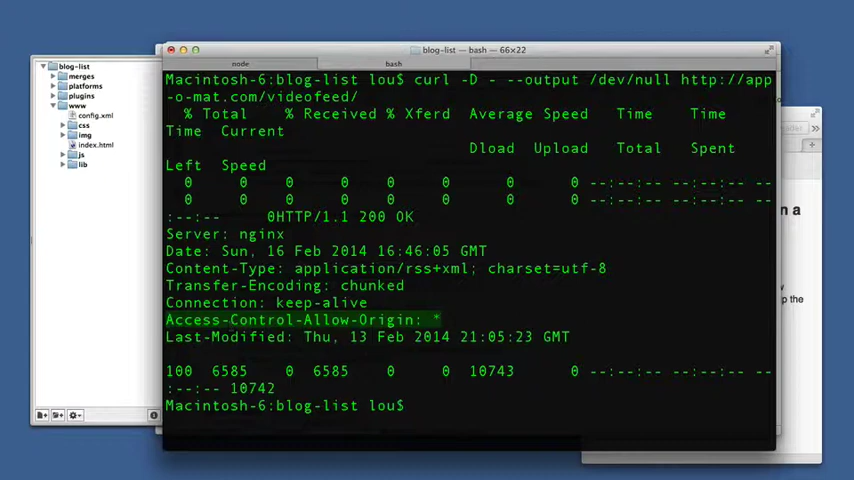 blog-list — bash — 66×22
node
bash
blog-list
merges
platforms
plugins
www
config.xml
css
img
index.html
js
lib
Macintosh-6:blog-list lou$ curl -D - --output /dev/null http://app
-o-mat.com/videofeed/
% Total % Received % Xferd Average Speed Time Time
Time Current
Dload Upload Total Spent
Left Speed
0 0 0 0 0 0 0 0 --:--:-- --
0 0 0 0 0 0 0 0 --:--:-- --
:--:-- 0HTTP/1.1 200 OK
Server: nginx
Date: Sun, 16 Feb 2014 16:46:05 GMT
Content-Type: application/rss+xml; charset=utf-8
Transfer-Encoding: chunked
Connection: keep-alive
Access-Control-Allow-Origin: *
Last-Modified: Thu, 13 Feb 2014 21:05:23 GMT
100 6585 0 6585 0 0 10743 0 --:--:-- --
:--:-- 10742
Macintosh-6:blog-list lou$
n a
p the